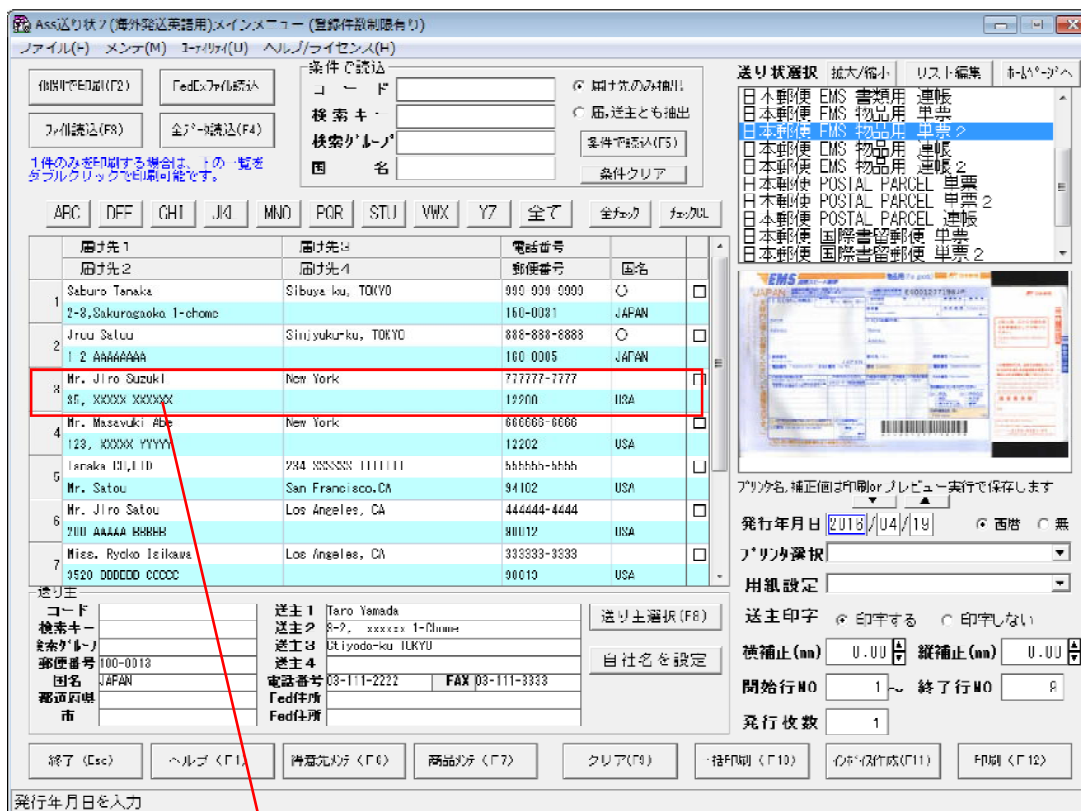 Ass送り状7(海外発送英語用)メインメニュー (登録件数制限有り)
ファイル(F) メンテ(M) ﾕｰﾃｨﾘﾃｨ(U) ヘルプ/ライセンス(H)
個別で印刷(F2) FedExファイル読込
ファイル読込(F3) 全ﾃﾞｰﾀ読込(F4)
1件のみを印刷する場合は、上の一覧を
ダブルクリックで印刷可能です。
条件で読込
コード
検索キー
検索ｸﾞﾙｰﾌﾟ
国名
届け先のみ抽出
届,送主とも抽出
条件で読込(F5)
条件クリア
ABC DEF GHI JKL MNO PQR STU VWX YZ 全て 全ﾁｪｯｸ ﾁｪｯｸなし
届け先1 届け先3 電話番号
届け先2 届け先4 郵便番号 国名
1 Saburo Tanaka Sibuya ku, TOKYO 999-999-9999
2-3,Sakuragaoka 1-chome 150-0031 JAPAN
2 Sinjyuku-ku, TOKYO 888-888-8888
1 2 AAAAAAAA 160 0005 JAPAN
3 Mr. Jiro Suzuki New York 777777-7777
35, XXXXX XXXXXX 12200 USA
4 Mr. Masayuki Abe New York 666666-6666
123, XXXXX YYYYY 12202 USA
5 Tanaka CO,LTD 234 SSSSSS TTTTTTT 555555-5555
Mr. Satou San Francisco.CA 94102 USA
6 Mr. Jiro Satou Los Angeles, CA 444444-4444
200 AAAAA BBBBB 90012 USA
7 Miss. Ryoko Isikawa Los Angeles, CA 333333-3333
3520 DDDDDD CCCCC 90013 USA
送り主
コード
検索キー
検索ｸﾞﾙｰﾌﾟ
郵便番号 100-0013
国名 JAPAN
都道府県
市
送主1 Taro Yamada
送主2 3-2, xxxxxx 1-Chome
送主3 Ctiyodo-ku TOKYO
送主4
電話番号 03-111-2222 FAX 03-111-3333
Fed住所
Fed住所
送り主選択(F8)
自社名を設定
送り状選択 拡大/縮小 リスト編集 ﾎｰﾑﾍﾟｰｼﾞへ
日本郵便 EMS 書類用 連帳
日本郵便 EMS 物品用 単票
日本郵便 EMS 物品用 単票2
日本郵便 EMS 物品用 連帳
日本郵便 EMS 物品用 連帳2
日本郵便 POSTAL PARCEL 単票
日本郵便 POSTAL PARCEL 単票2
日本郵便 POSTAL PARCEL 連帳
日本郵便 国際書留郵便 単票
日本郵便 国際書留郵便 単票2
EMS
JAPAN
ﾌﾟﾘﾝﾀ名,補正値は印刷orプレビュー実行で保存します
発行年月日 2016/04/19 西暦 無
ﾌﾟﾘﾝﾀ選択
用紙設定
送主印字 印字する 印字しない
横補正(mm) 0.00 縦補正(mm) 0.00
開始行NO 1 ～ 終了行NO 9
発行枚数 1
終了 (Esc) ヘルプ (F1) 得意先ﾒﾝﾃ (F6) 商品ﾒﾝﾃ (F7) クリア(F9) 一括印刷 (F10) ｲﾝﾎﾞｲｽ作成(F11) 印刷 (F12)
発行年月日を入力